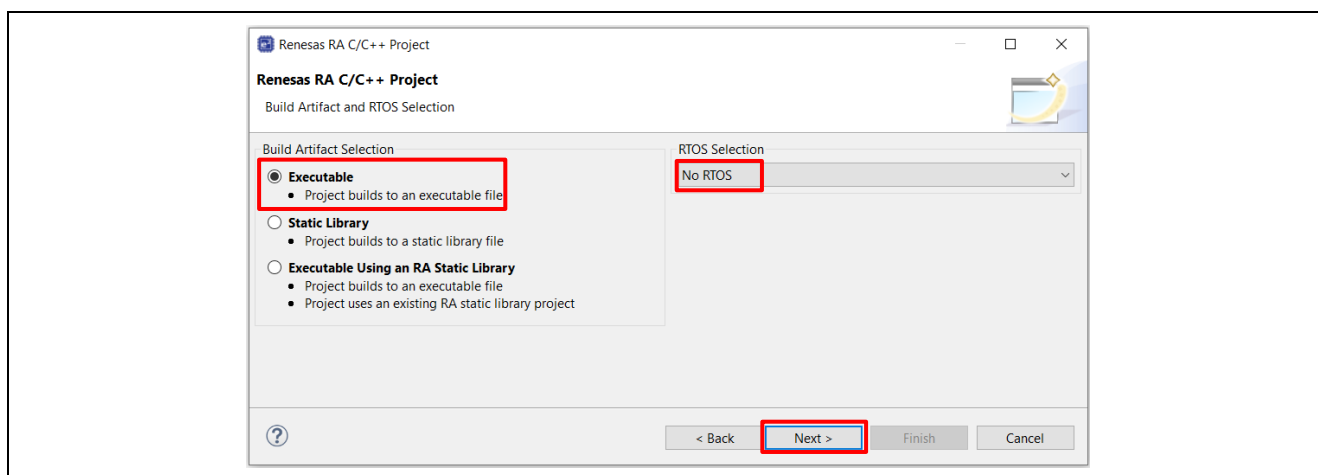 Renesas RA C/C++ Project
Renesas RA C/C++ Project
Build Artifact and RTOS Selection
Build Artifact Selection
Executable
• Project builds to an executable file
Static Library
• Project builds to a static library file
Executable Using an RA Static Library
• Project builds to an executable file
• Project uses an existing RA static library project
RTOS Selection
No RTOS
?
< Back
Next >
Finish
Cancel